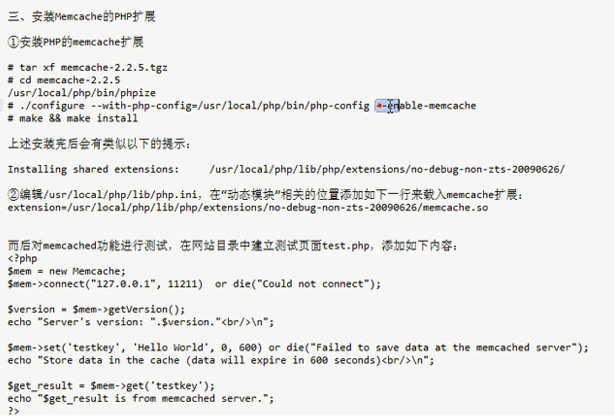 三、安装Memcache的PHP扩展
①安装PHP的memcache扩展
# tar xf memcache-2.2.5.tgz
# cd memcache-2.2.5
/usr/local/php/bin/phpize
# ./configure --with-php-config=/usr/local/php/bin/php-config --enable-memcache
# make && make install
上述安装完后会有类似以下的提示：
Installing shared extensions:     /usr/local/php/lib/php/extensions/no-debug-non-zts-20090626/
②编辑/usr/local/php/lib/php.ini，在“动态模块”相关的位置添加如下一行来载入memcache扩展：
extension=/usr/local/php/lib/php/extensions/no-debug-non-zts-20090626/memcache.so
而后对memcached功能进行测试，在网站目录中建立测试页面test.php，添加如下内容：
<?php
$mem = new Memcache;
$mem->connect("127.0.0.1", 11211)  or die("Could not connect");
$version = $mem->getVersion();
echo "Server's version: ".$version."<br/>\n";
$mem->set('testkey', 'Hello World', 0, 600) or die("Failed to save data at the memcached server");
echo "Store data in the cache (data will expire in 600 seconds)<br/>\n";
$get_result = $mem->get('testkey');
echo "$get_result is from memcached server.";
?>